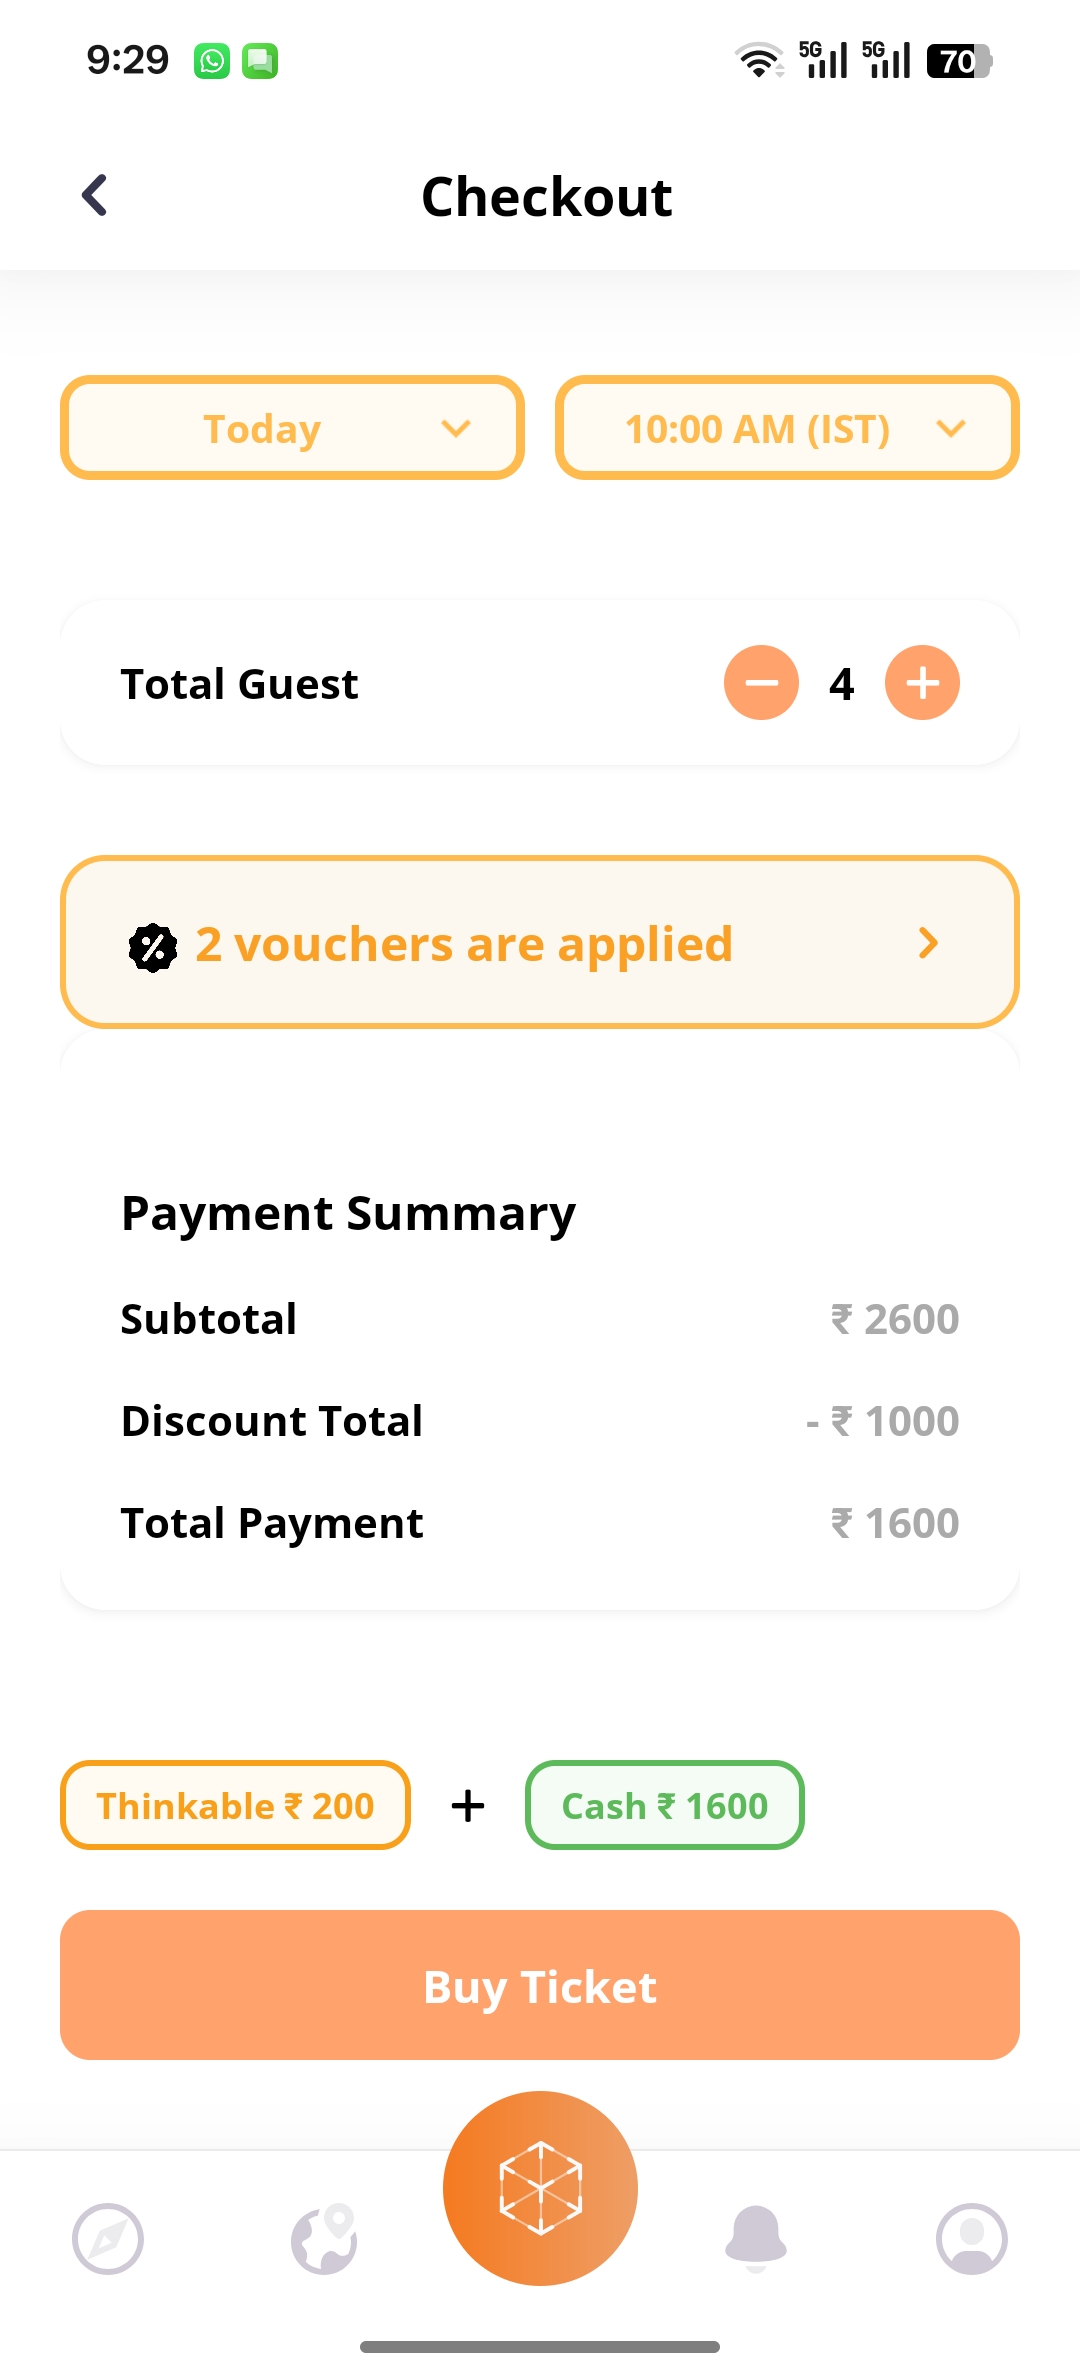 9:29 5G 5G 70
Checkout
Today 10:00 AM (IST)
Total Guest 4
2 vouchers are applied
Payment Summary
Subtotal ₹ 2600
Discount Total - ₹ 1000
Total Payment ₹ 1600
Thinkable ₹ 200 + Cash ₹ 1600
Buy Ticket